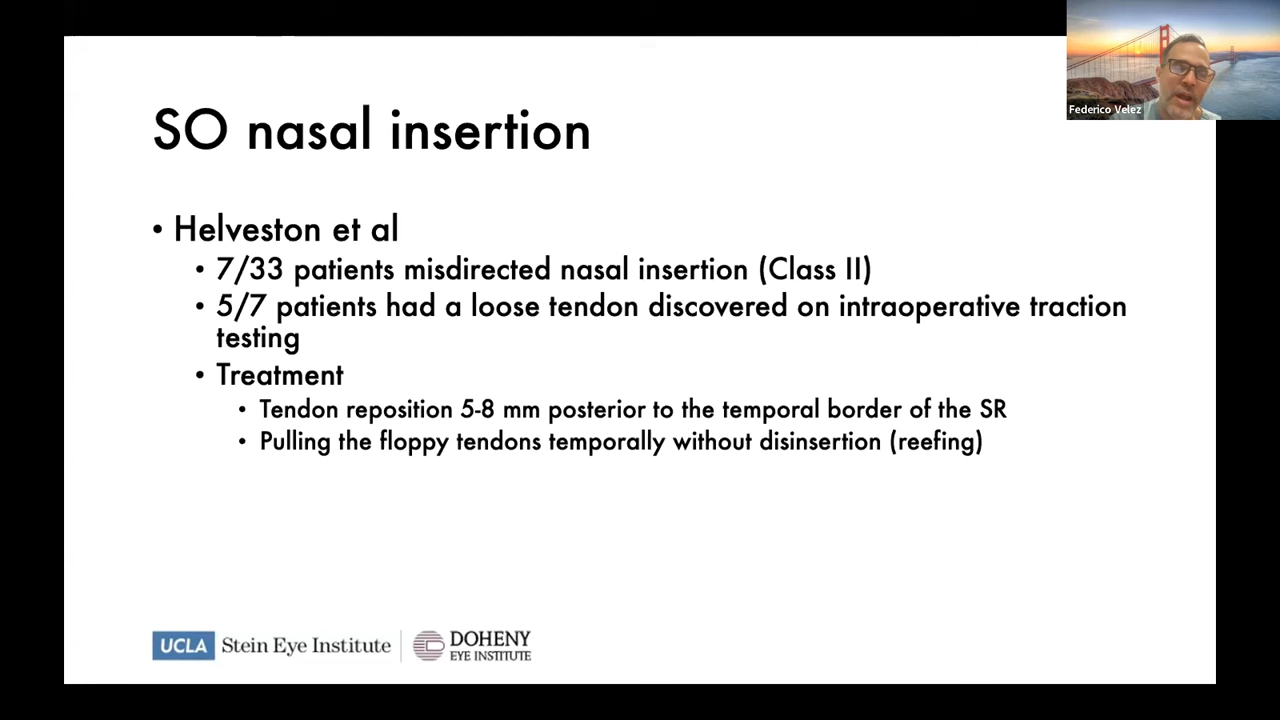 Federico Velez
SO nasal insertion
• Helveston et al
• 7/33 patients misdirected nasal insertion (Class II)
• 5/7 patients had a loose tendon discovered on intraoperative traction
testing
• Treatment
• Tendon reposition 5-8 mm posterior to the temporal border of the SR
• Pulling the floppy tendons temporally without disinsertion (reefing)
UCLA Stein Eye Institute
DOHENY
EYE INSTITUTE